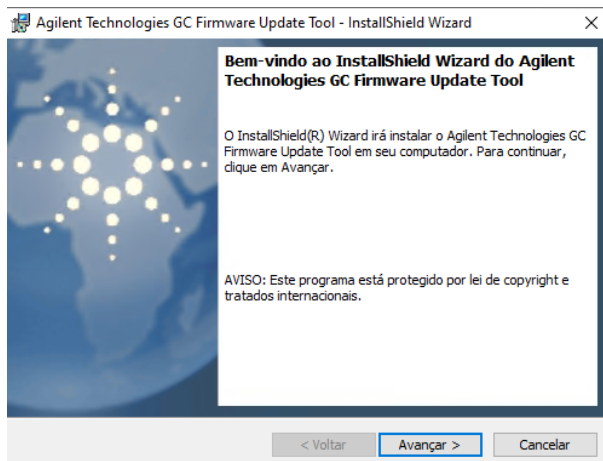 Agilent Technologies GC Firmware Update Tool - InstallShield Wizard
Bem-vindo ao InstallShield Wizard do Agilent
Technologies GC Firmware Update Tool
O InstallShield(R) Wizard irá instalar o Agilent Technologies GC
Firmware Update Tool em seu computador. Para continuar,
clique em Avançar.
AVISO: Este programa está protegido por lei de copyright e
tratados internacionais.
< Voltar
Avançar >
Cancelar